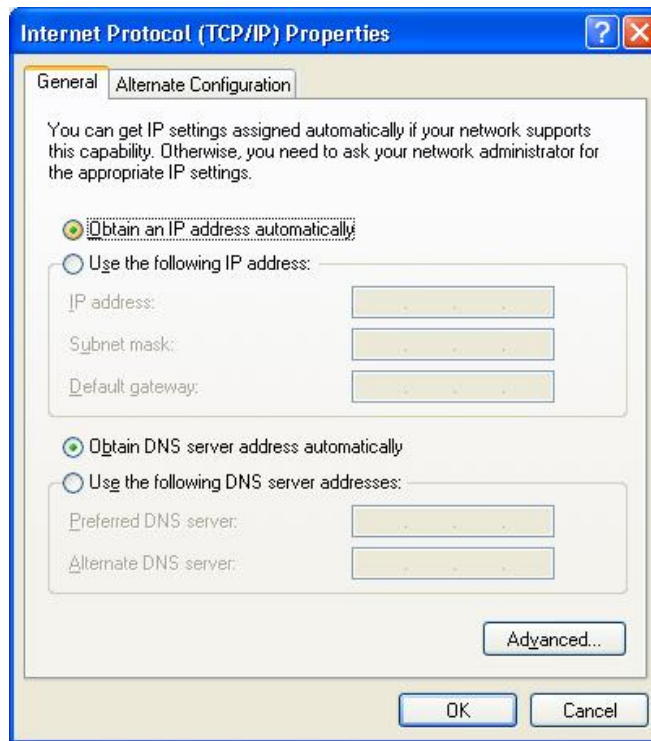 Internet Protocol (TCP/IP) Properties
General
Alternate Configuration
You can get IP settings assigned automatically if your network supports
this capability. Otherwise, you need to ask your network administrator for
the appropriate IP settings.
Obtain an IP address automatically
Use the following IP address:
IP address:
Subnet mask:
Default gateway:
Obtain DNS server address automatically
Use the following DNS server addresses:
Preferred DNS server:
Alternate DNS server:
Advanced...
OK
Cancel